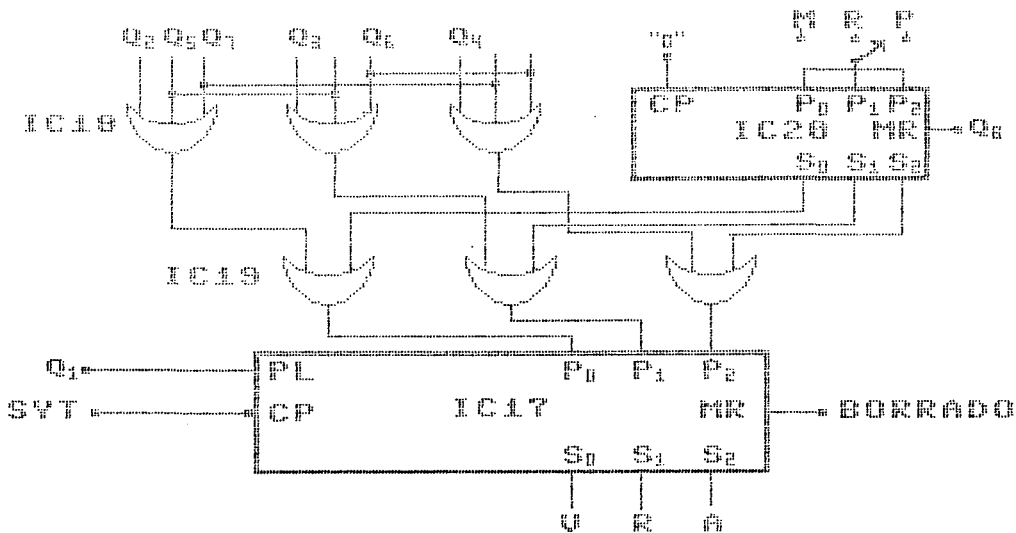 M R P
Q2 Q5 Q7 Q3 Q6 Q4 "0"
CP P0 P1 P2
IC18 IC20 MR Q8
S0 S1 S2
IC19
Q1 PL P0 P1 P2
SYT CP IC17 MR BORRADO
S0 S1 S2
V R A